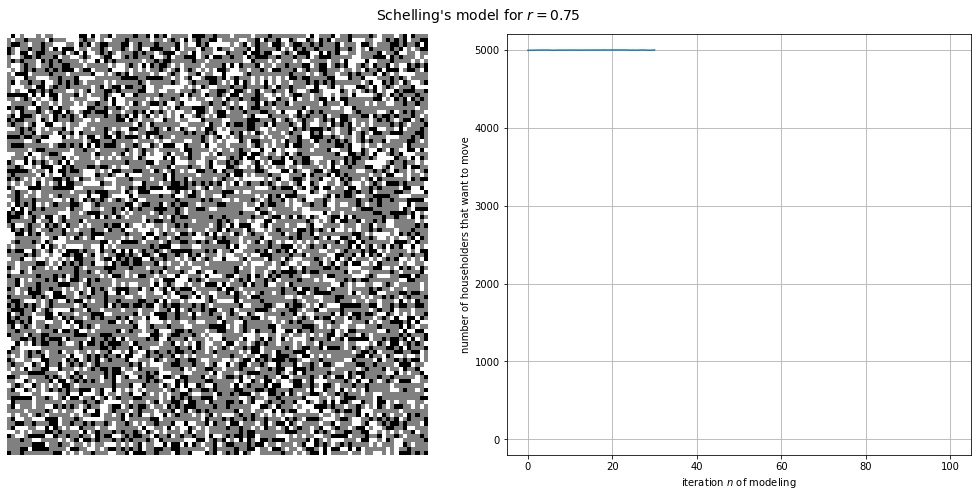 Schelling's model for r = 0.75
number of householders that want to move
5000
4000
3000
2000
1000
0
0 20 40 60 80 100
iteration n of modeling